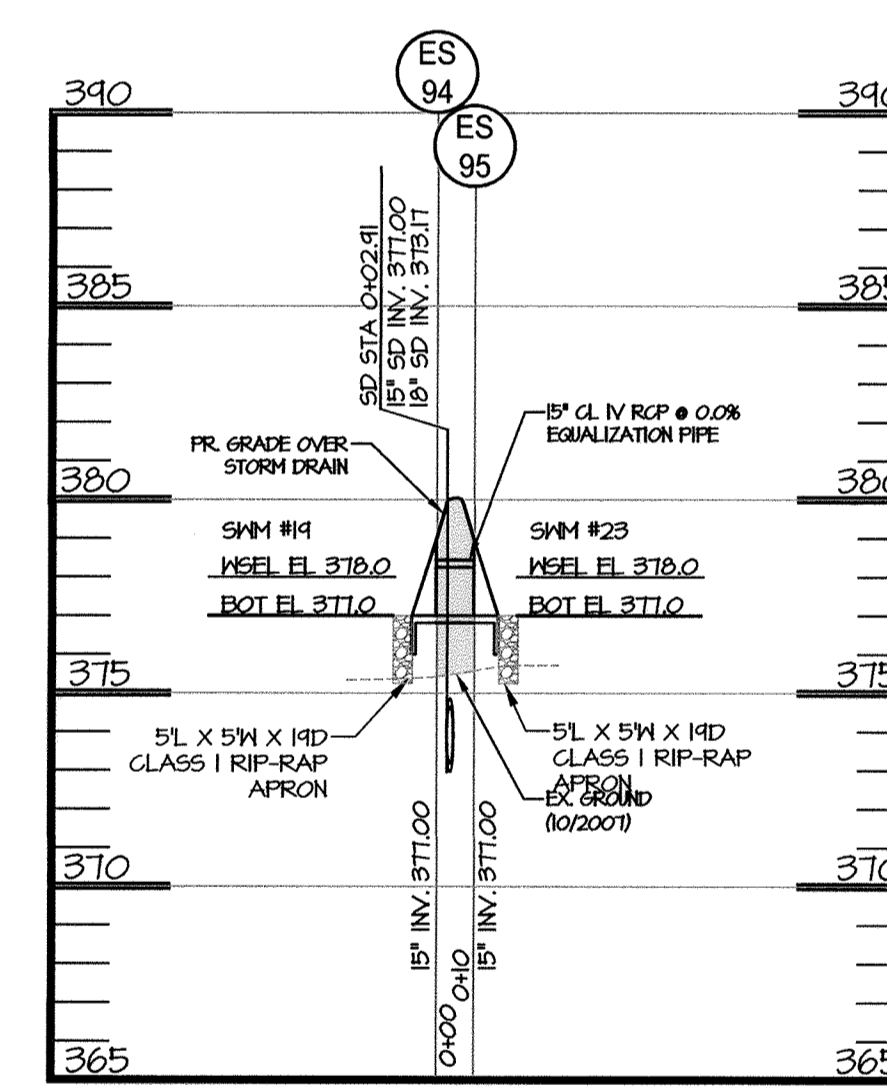 ES
94
ES
95
390
390
SD STA 0+02.91
15" SD INV. 377.00
18" SD INV. 373.17
385
385
15" CL IV RCP @ 0.0%
EQUALIZATION PIPE
PR. GRADE OVER
STORM DRAIN
380
380
SWM #19
WSEL EL 378.0
BOT EL 377.0
SWM #23
WSEL EL 378.0
BOT EL 377.0
375
375
5'L X 5'W X 19D
CLASS I RIP-RAP
APRON
5'L X 5'W X 19D
CLASS I RIP-RAP
APRON
EX. GROUND
(10/2007)
370
370
15" INV. 377.00
15" INV. 377.00
0+00
0+10
365
365